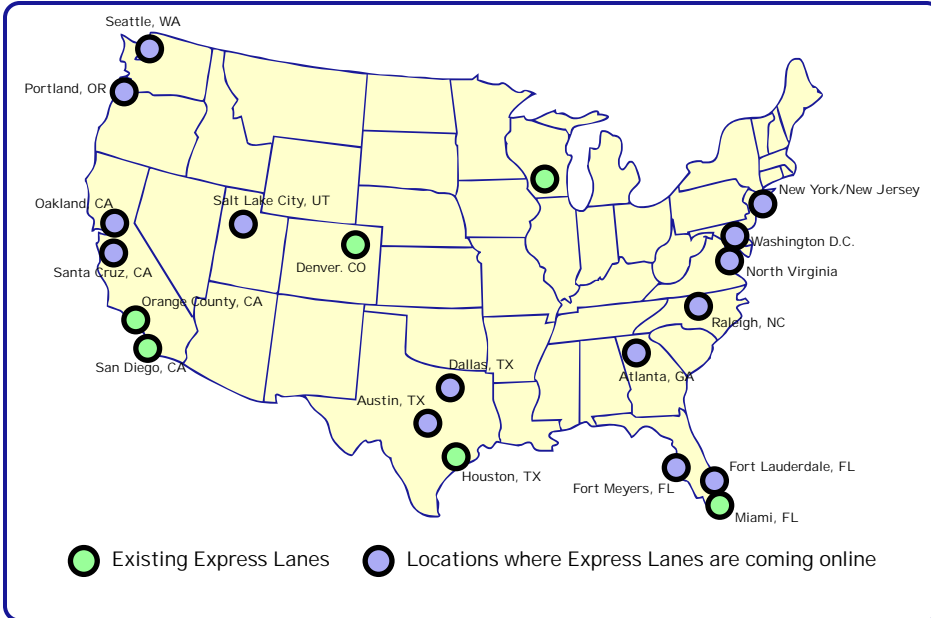 Seattle, WA
Portland, OR
New York/New Jersey
Oakland, CA
Salt Lake City, UT
Washington D.C.
Santa Cruz, CA
Denver. CO
North Virginia
Orange County, CA
Raleigh, NC
San Diego, CA
Dallas, TX
Atlanta, GA
Austin, TX
Houston, TX
Fort Lauderdale, FL
Fort Meyers, FL
Miami, FL
Existing Express Lanes
Locations where Express Lanes are coming online